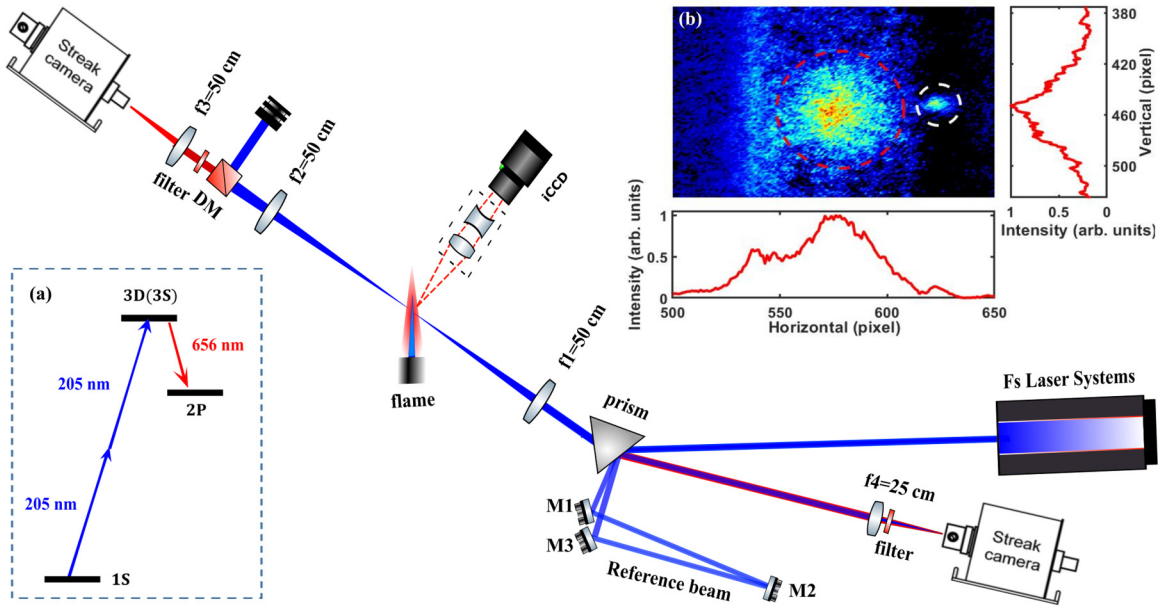 Streak
camera
f3=50 cm
filter DM
f2=50 cm
iCCD
(b)
380
420
460
500
Vertical (pixel)
1 0.5 0
Intensity (arb. units)
Intensity (arb. units)
1
0.5
0
500 550 600 650
Horizontal (pixel)
(a)
3D(3S)
656 nm
205 nm
2P
205 nm
1S
flame
f1=50 cm
prism
Fs Laser Systems
M1
M3
Reference beam
M2
f4=25 cm
filter
Streak
camera